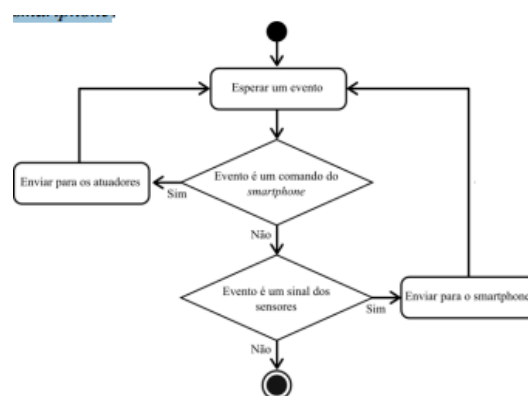 smartphone.
Esperar um evento
Evento é um comando do
smartphone
Enviar para os atuadores
Sim
Não
Evento é um sinal dos
sensores
Enviar para o smartphone
Sim
Não